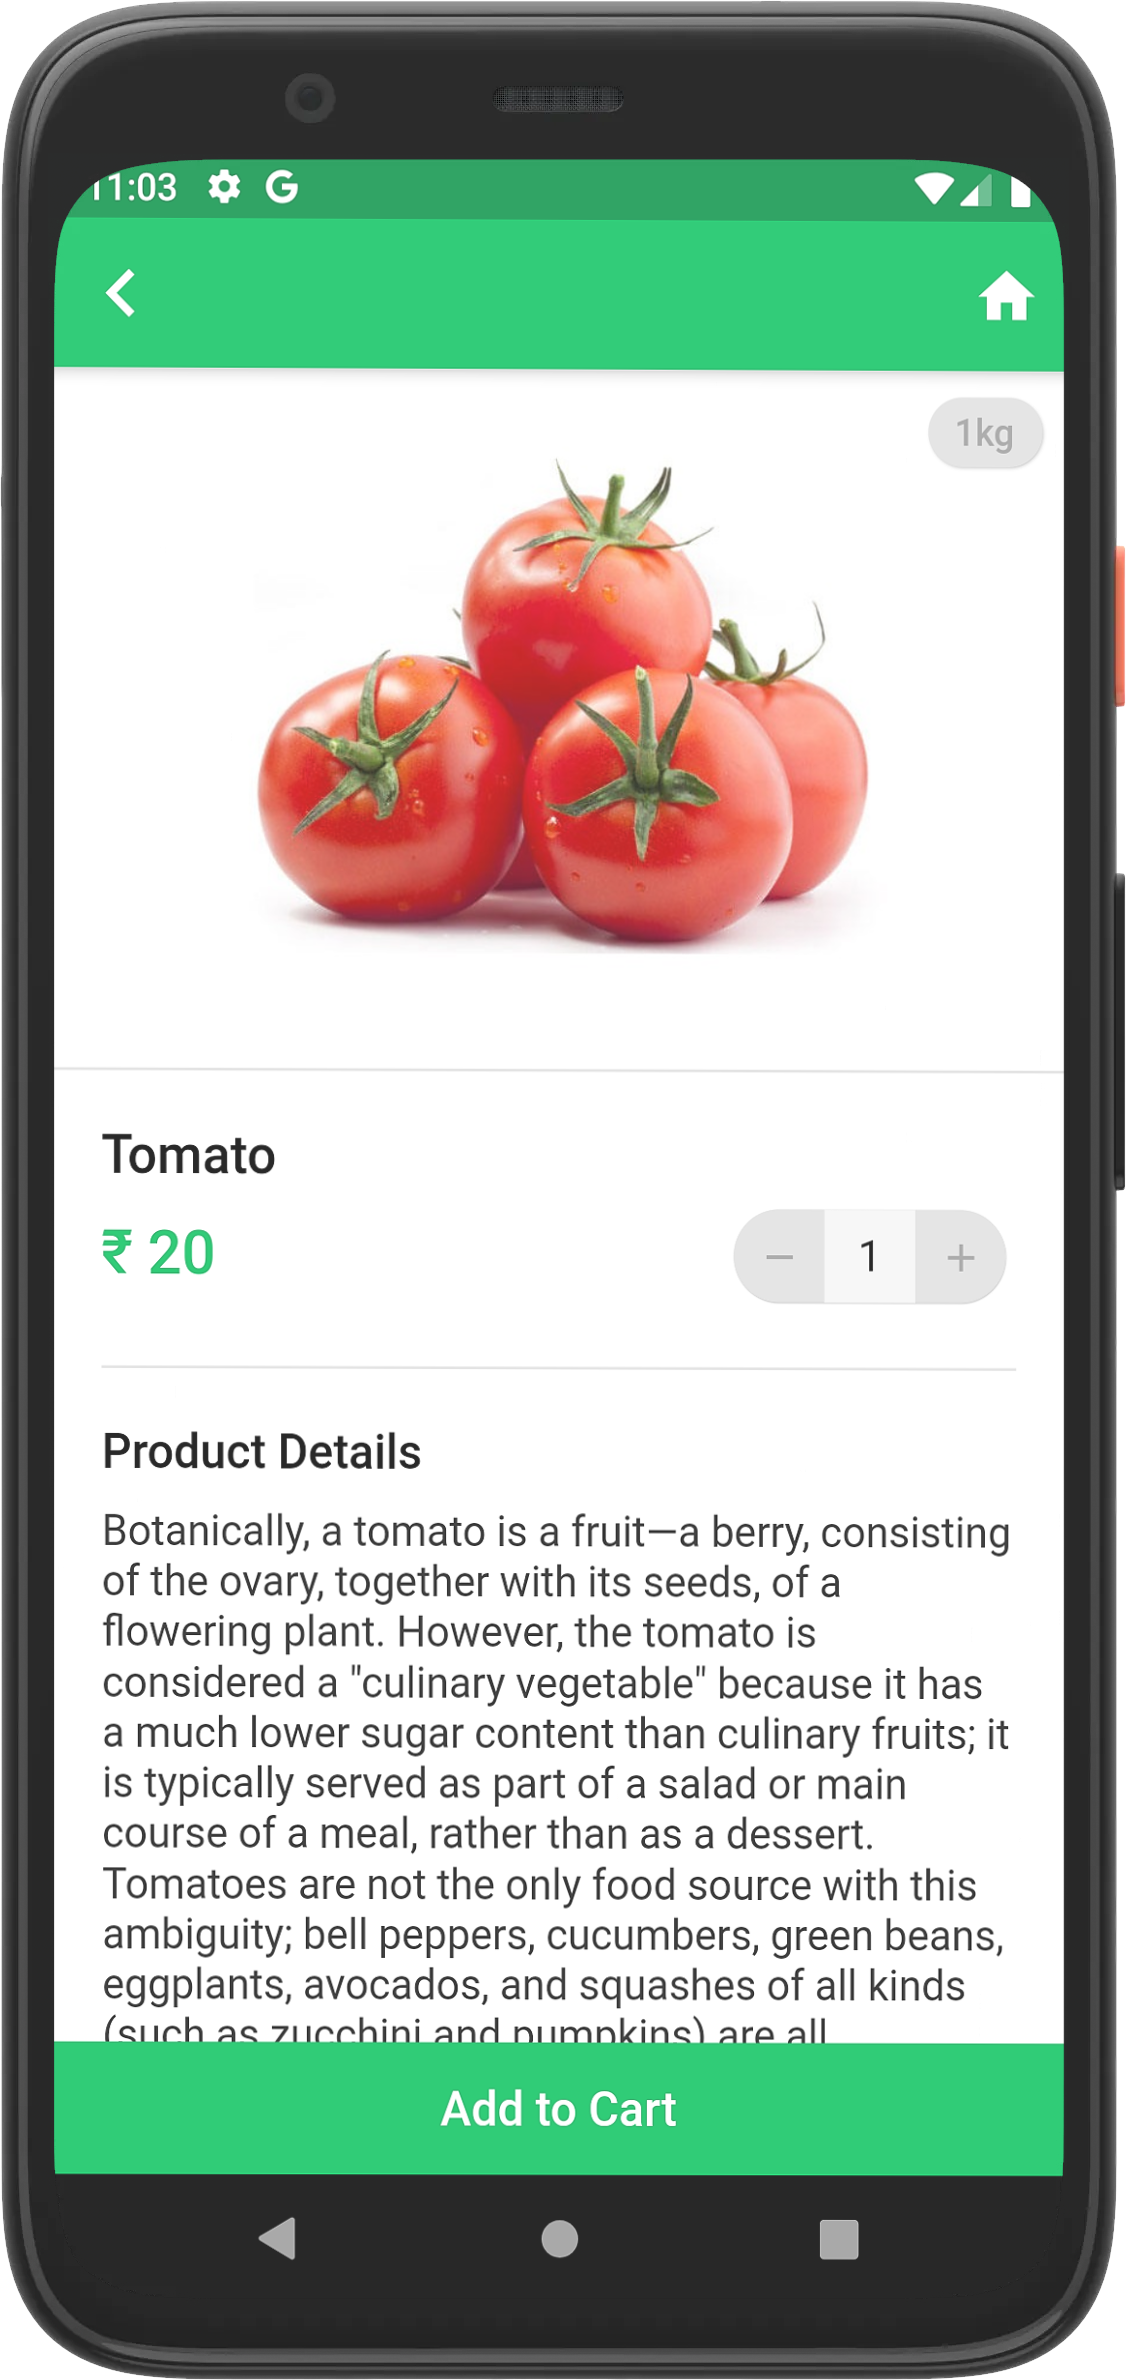 11:03
1kg
Tomato
₹ 20
− 1 +
Product Details
Botanically, a tomato is a fruit—a berry, consisting
of the ovary, together with its seeds, of a
flowering plant. However, the tomato is
considered a "culinary vegetable" because it has
a much lower sugar content than culinary fruits; it
is typically served as part of a salad or main
course of a meal, rather than as a dessert.
Tomatoes are not the only food source with this
ambiguity; bell peppers, cucumbers, green beans,
eggplants, avocados, and squashes of all kinds
(such as zucchini and pumpkins) are all
Add to Cart